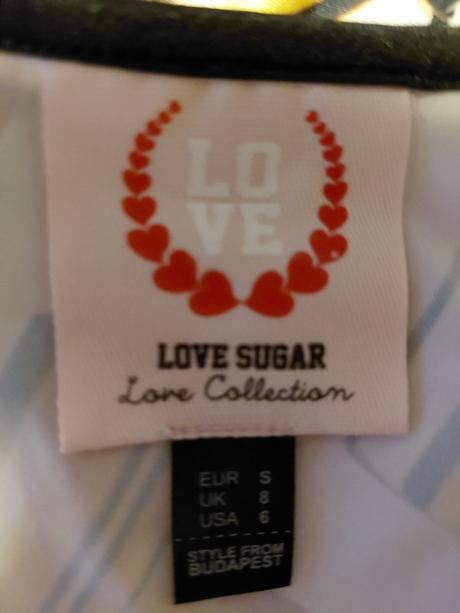 LO
VE
LOVE SUGAR
Love Collection
EUR S
UK 8
USA 6
STYLE FROM
BUDAPEST